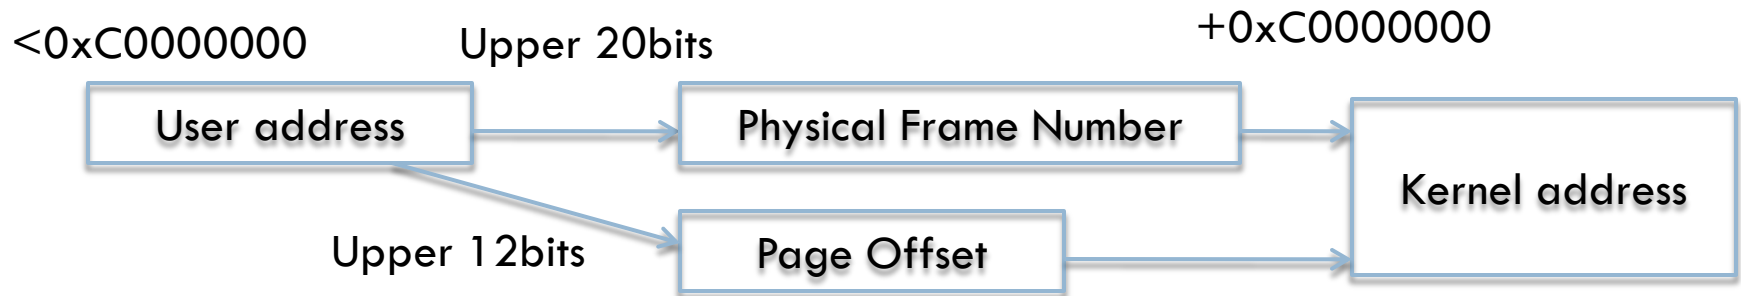 <0xC0000000
Upper 20bits
+0xC0000000
User address
Physical Frame Number
Kernel address
Upper 12bits
Page Offset